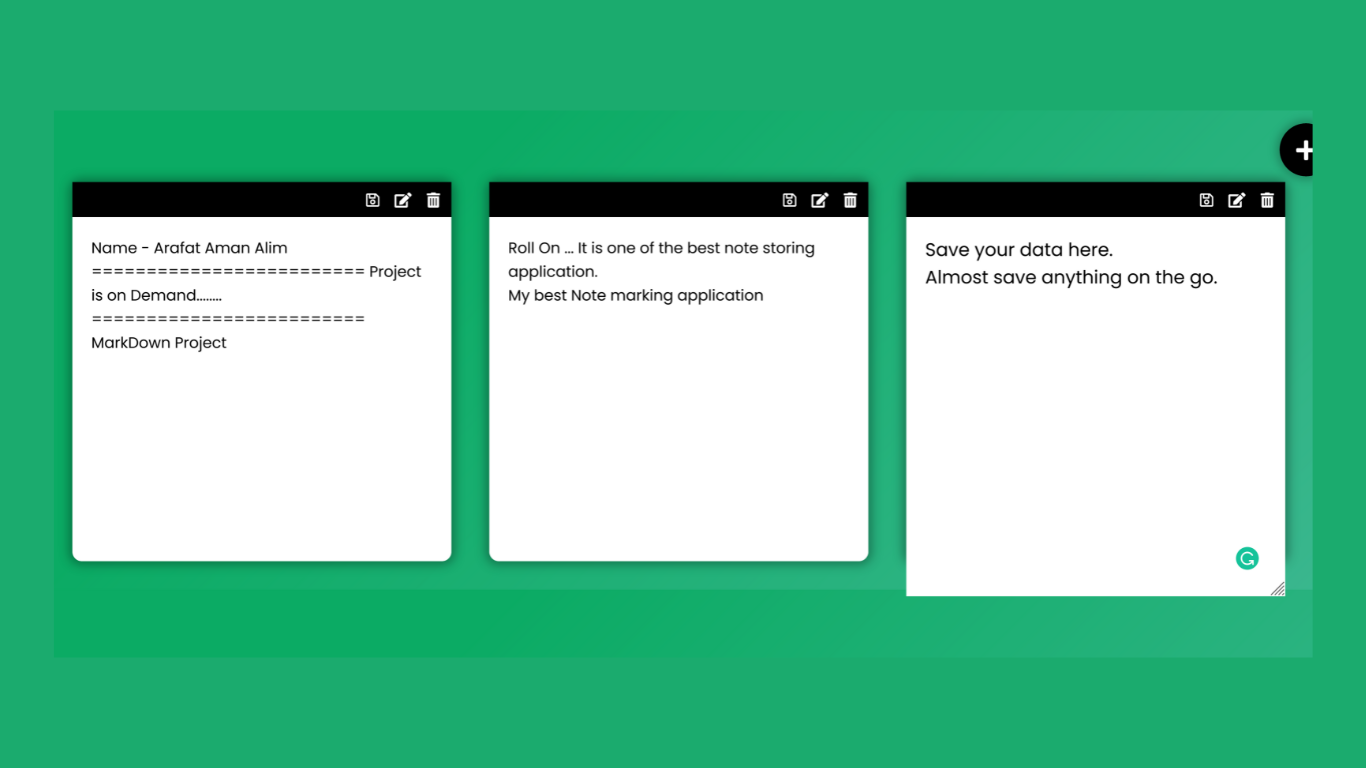 Name - Arafat Aman Alim
========================= Project
is on Demand........
=========================
MarkDown Project
Roll On ... It is one of the best note storing
application.
My best Note marking application
Save your data here.
Almost save anything on the go.